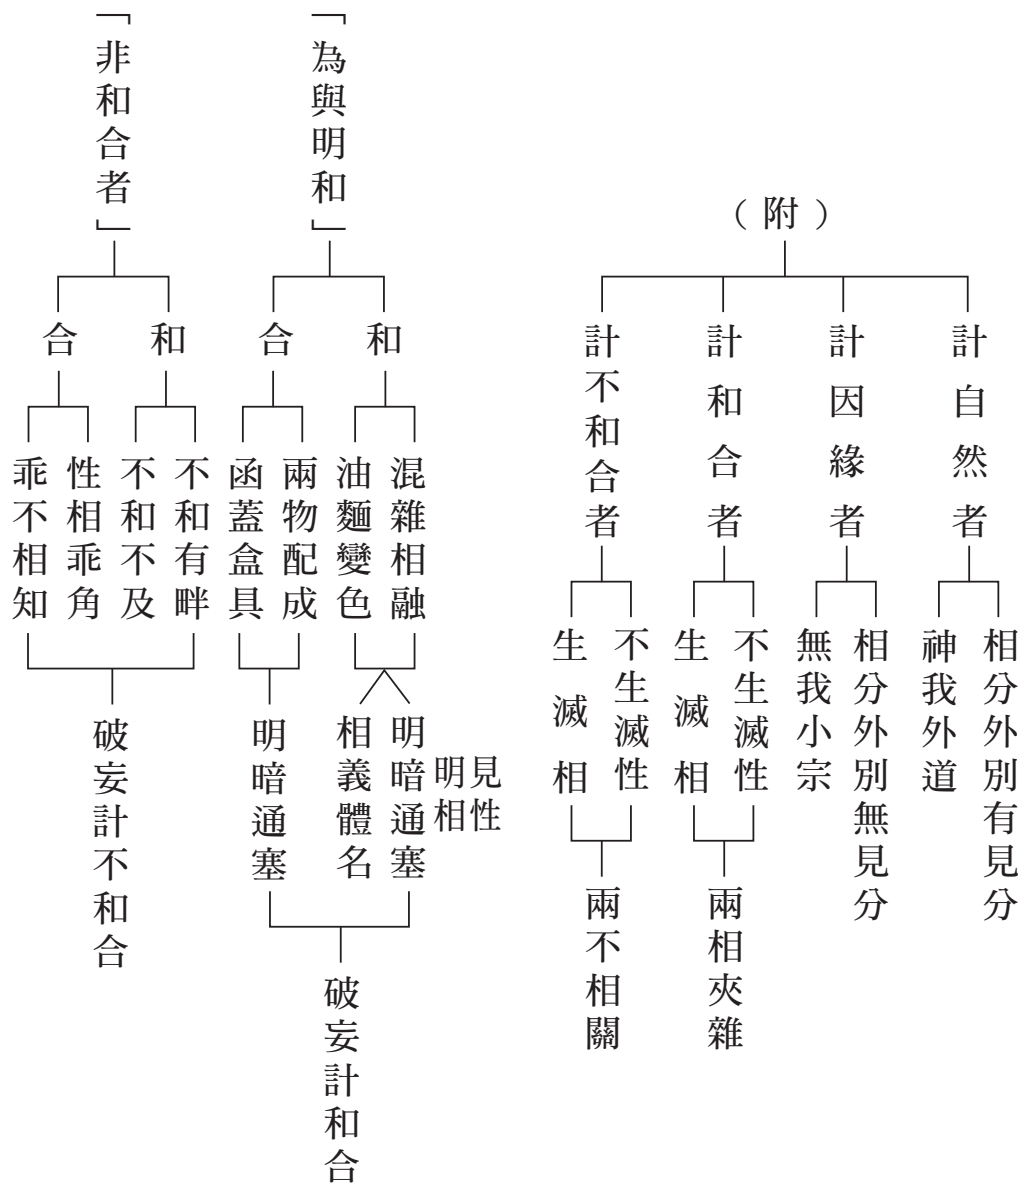 （附）
計自然者
相分外別有見分
神我外道
計因緣者
相分外別無見分
無我小宗
計和合者
不生滅性
生滅相
兩相夾雜
計不和合者
不生滅性
生滅相
兩不相關
「為與明和」
和
混雜相融
油麵變色
見性
明相
明暗通塞
相義體名
合
兩物配成
函蓋盒具
明暗通塞
破妄計和合
「非和合者」
和
不和有畔
不和不及
合
性相乖角
乖不相知
破妄計不和合